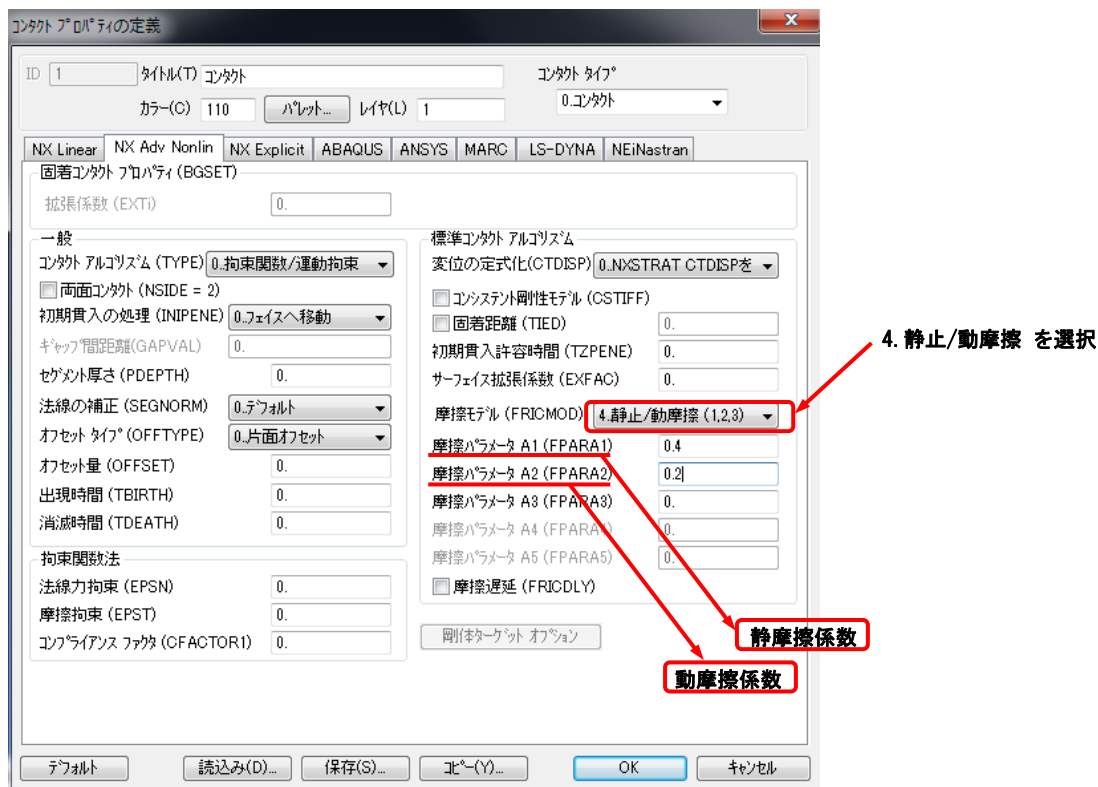 コンタクト プロパティの定義
ID 1 タイトル(T) コンタクト コンタクト タイプ
カラー(C) 110 パレット... レイヤ(L) 1 0..コンタクト
NX Linear NX Adv Nonlin NX Explicit ABAQUS ANSYS MARC LS-DYNA NEiNastran
固着コンタクト プロパティ (BGSET)
拡張係数 (EXTi) 0.
一般
コンタクト アルゴリズム (TYPE) 0..拘束関数/運動拘束
両面コンタクト (NSIDE = 2)
初期貫入の処理 (INIPENE) 0..フェイスへ移動
ギャップ間距離(GAPVAL) 0.
セグメント厚さ (PDEPTH) 0.
法線の補正 (SEGNORM) 0..デフォルト
オフセット タイプ (OFFTYPE) 0..片面オフセット
オフセット量 (OFFSET) 0.
出現時間 (TBIRTH) 0.
消滅時間 (TDEATH) 0.
拘束関数法
法線力拘束 (EPSN) 0.
摩擦拘束 (EPST) 0.
コンプライアンス ファクタ (CFACTOR1) 0.
標準コンタクト アルゴリズム
変位の定式化(CTDISP) 0..NXSTRAT CTDISPを
コンシステント剛性モデル (CSTIFF)
固着距離 (TIED) 0.
初期貫入許容時間 (TZPENE) 0.
サーフェイス拡張係数 (EXFAC) 0.
摩擦モデル (FRICMOD) 4..静止/動摩擦 (1,2,3)
摩擦パラメータ A1 (FPARA1) 0.4
摩擦パラメータ A2 (FPARA2) 0.2
摩擦パラメータ A3 (FPARA3) 0.
摩擦パラメータ A4 (FPARA4) 0.
摩擦パラメータ A5 (FPARA5) 0.
摩擦遅延 (FRICDLY)
剛体ターゲット オプション
4.静止/動摩擦 を選択
静摩擦係数
動摩擦係数
デフォルト 読込み(D)... 保存(S)... コピー(Y)... OK キャンセル